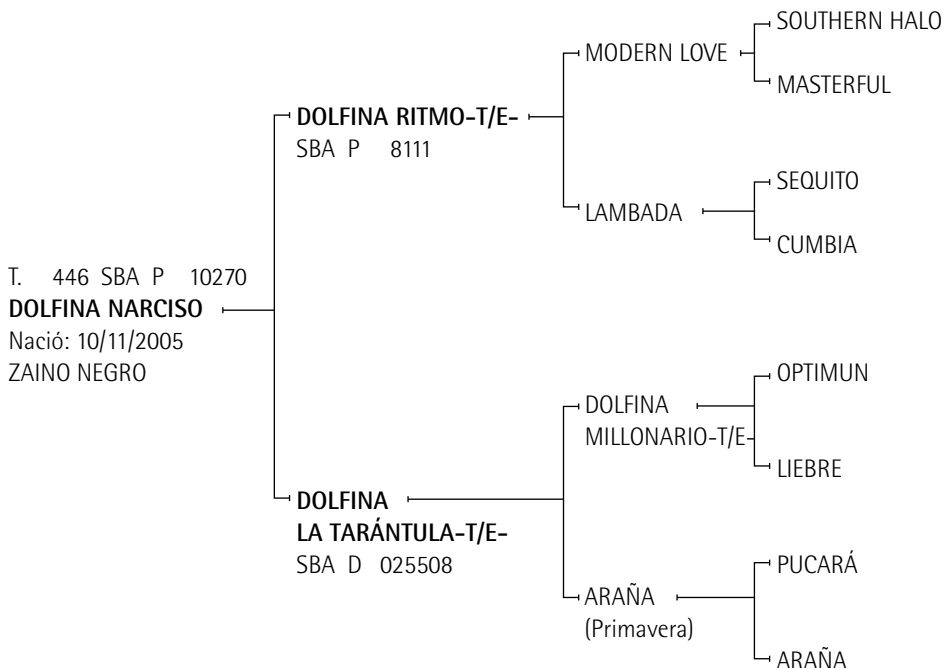 SOUTHERN HALO
MODERN LOVE
MASTERFUL
DOLFINA RITMO-T/E-
SBA P 8111
SEQUITO
LAMBADA
CUMBIA
T. 446 SBA P 10270
DOLFINA NARCISO
Nació: 10/11/2005
ZAINO NEGRO
OPTIMUN
DOLFINA
MILLONARIO-T/E-
LIEBRE
DOLFINA
LA TARÁNTULA-T/E-
SBA D 025508
PUCARÁ
ARAÑA
(Primavera)
ARAÑA